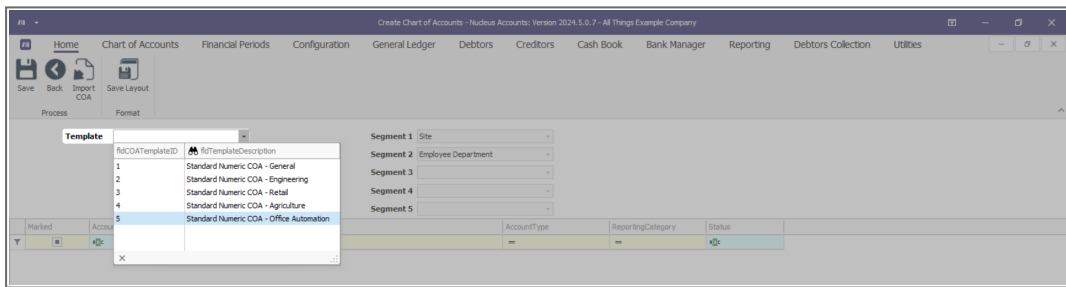 Create Chart of Accounts - Nucleus Accounts: Version 2024.5.0.7 - All Things Example Company
Home Chart of Accounts Financial Periods Configuration General Ledger Debtors Creditors Cash Book Bank Manager Reporting Debtors Collection Utilities
Save Back Import COA Save Layout
Process Format
Template Segment 1 Site
fldCOATemplateID fldTemplateDescription Segment 2 Employee Department
1 Standard Numeric COA - General
2 Standard Numeric COA - Engineering Segment 3
3 Standard Numeric COA - Retail Segment 4
4 Standard Numeric COA - Agriculture Segment 5
5 Standard Numeric COA - Office Automation
Marked AccountType ReportingCategory Status
= =